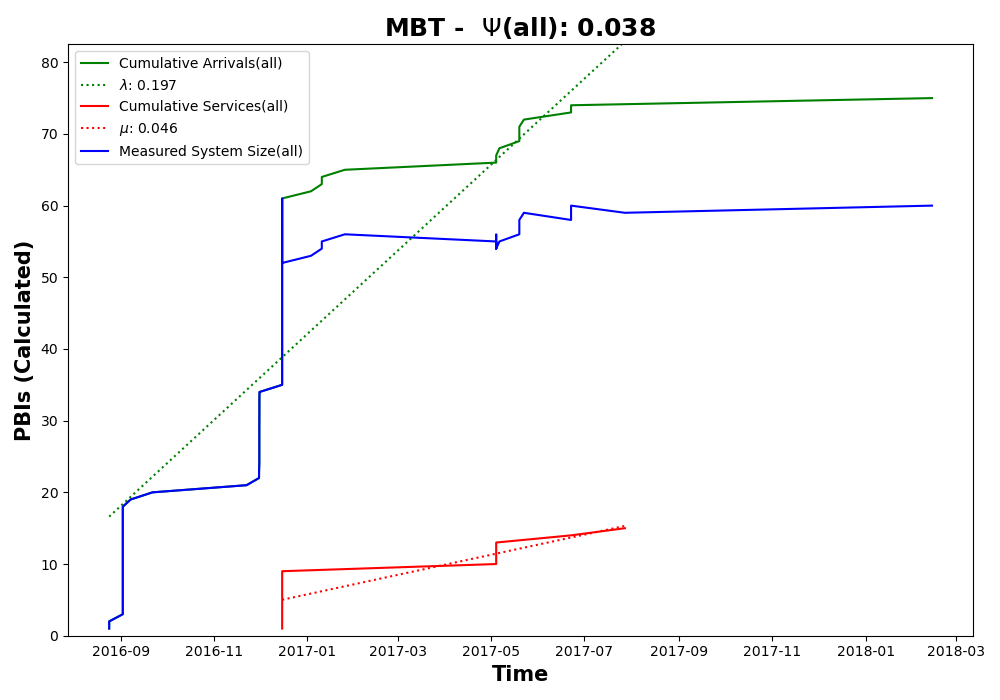 MBT -  Ψ(all): 0.038
Cumulative Arrivals(all)
λ: 0.197
Cumulative Services(all)
μ: 0.046
Measured System Size(all)
PBIs (Calculated)
80
70
60
50
40
30
20
10
0
2016-09 2016-11 2017-01 2017-03 2017-05 2017-07 2017-09 2017-11 2018-01 2018-03
Time